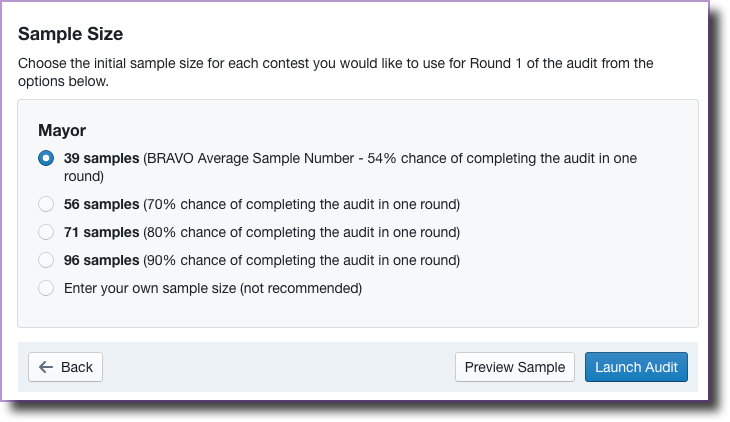 Sample Size
Choose the initial sample size for each contest you would like to use for Round 1 of the audit from the
options below.
Mayor
39 samples (BRAVO Average Sample Number - 54% chance of completing the audit in one
round)
56 samples (70% chance of completing the audit in one round)
71 samples (80% chance of completing the audit in one round)
96 samples (90% chance of completing the audit in one round)
Enter your own sample size (not recommended)
Back
Preview Sample
Launch Audit